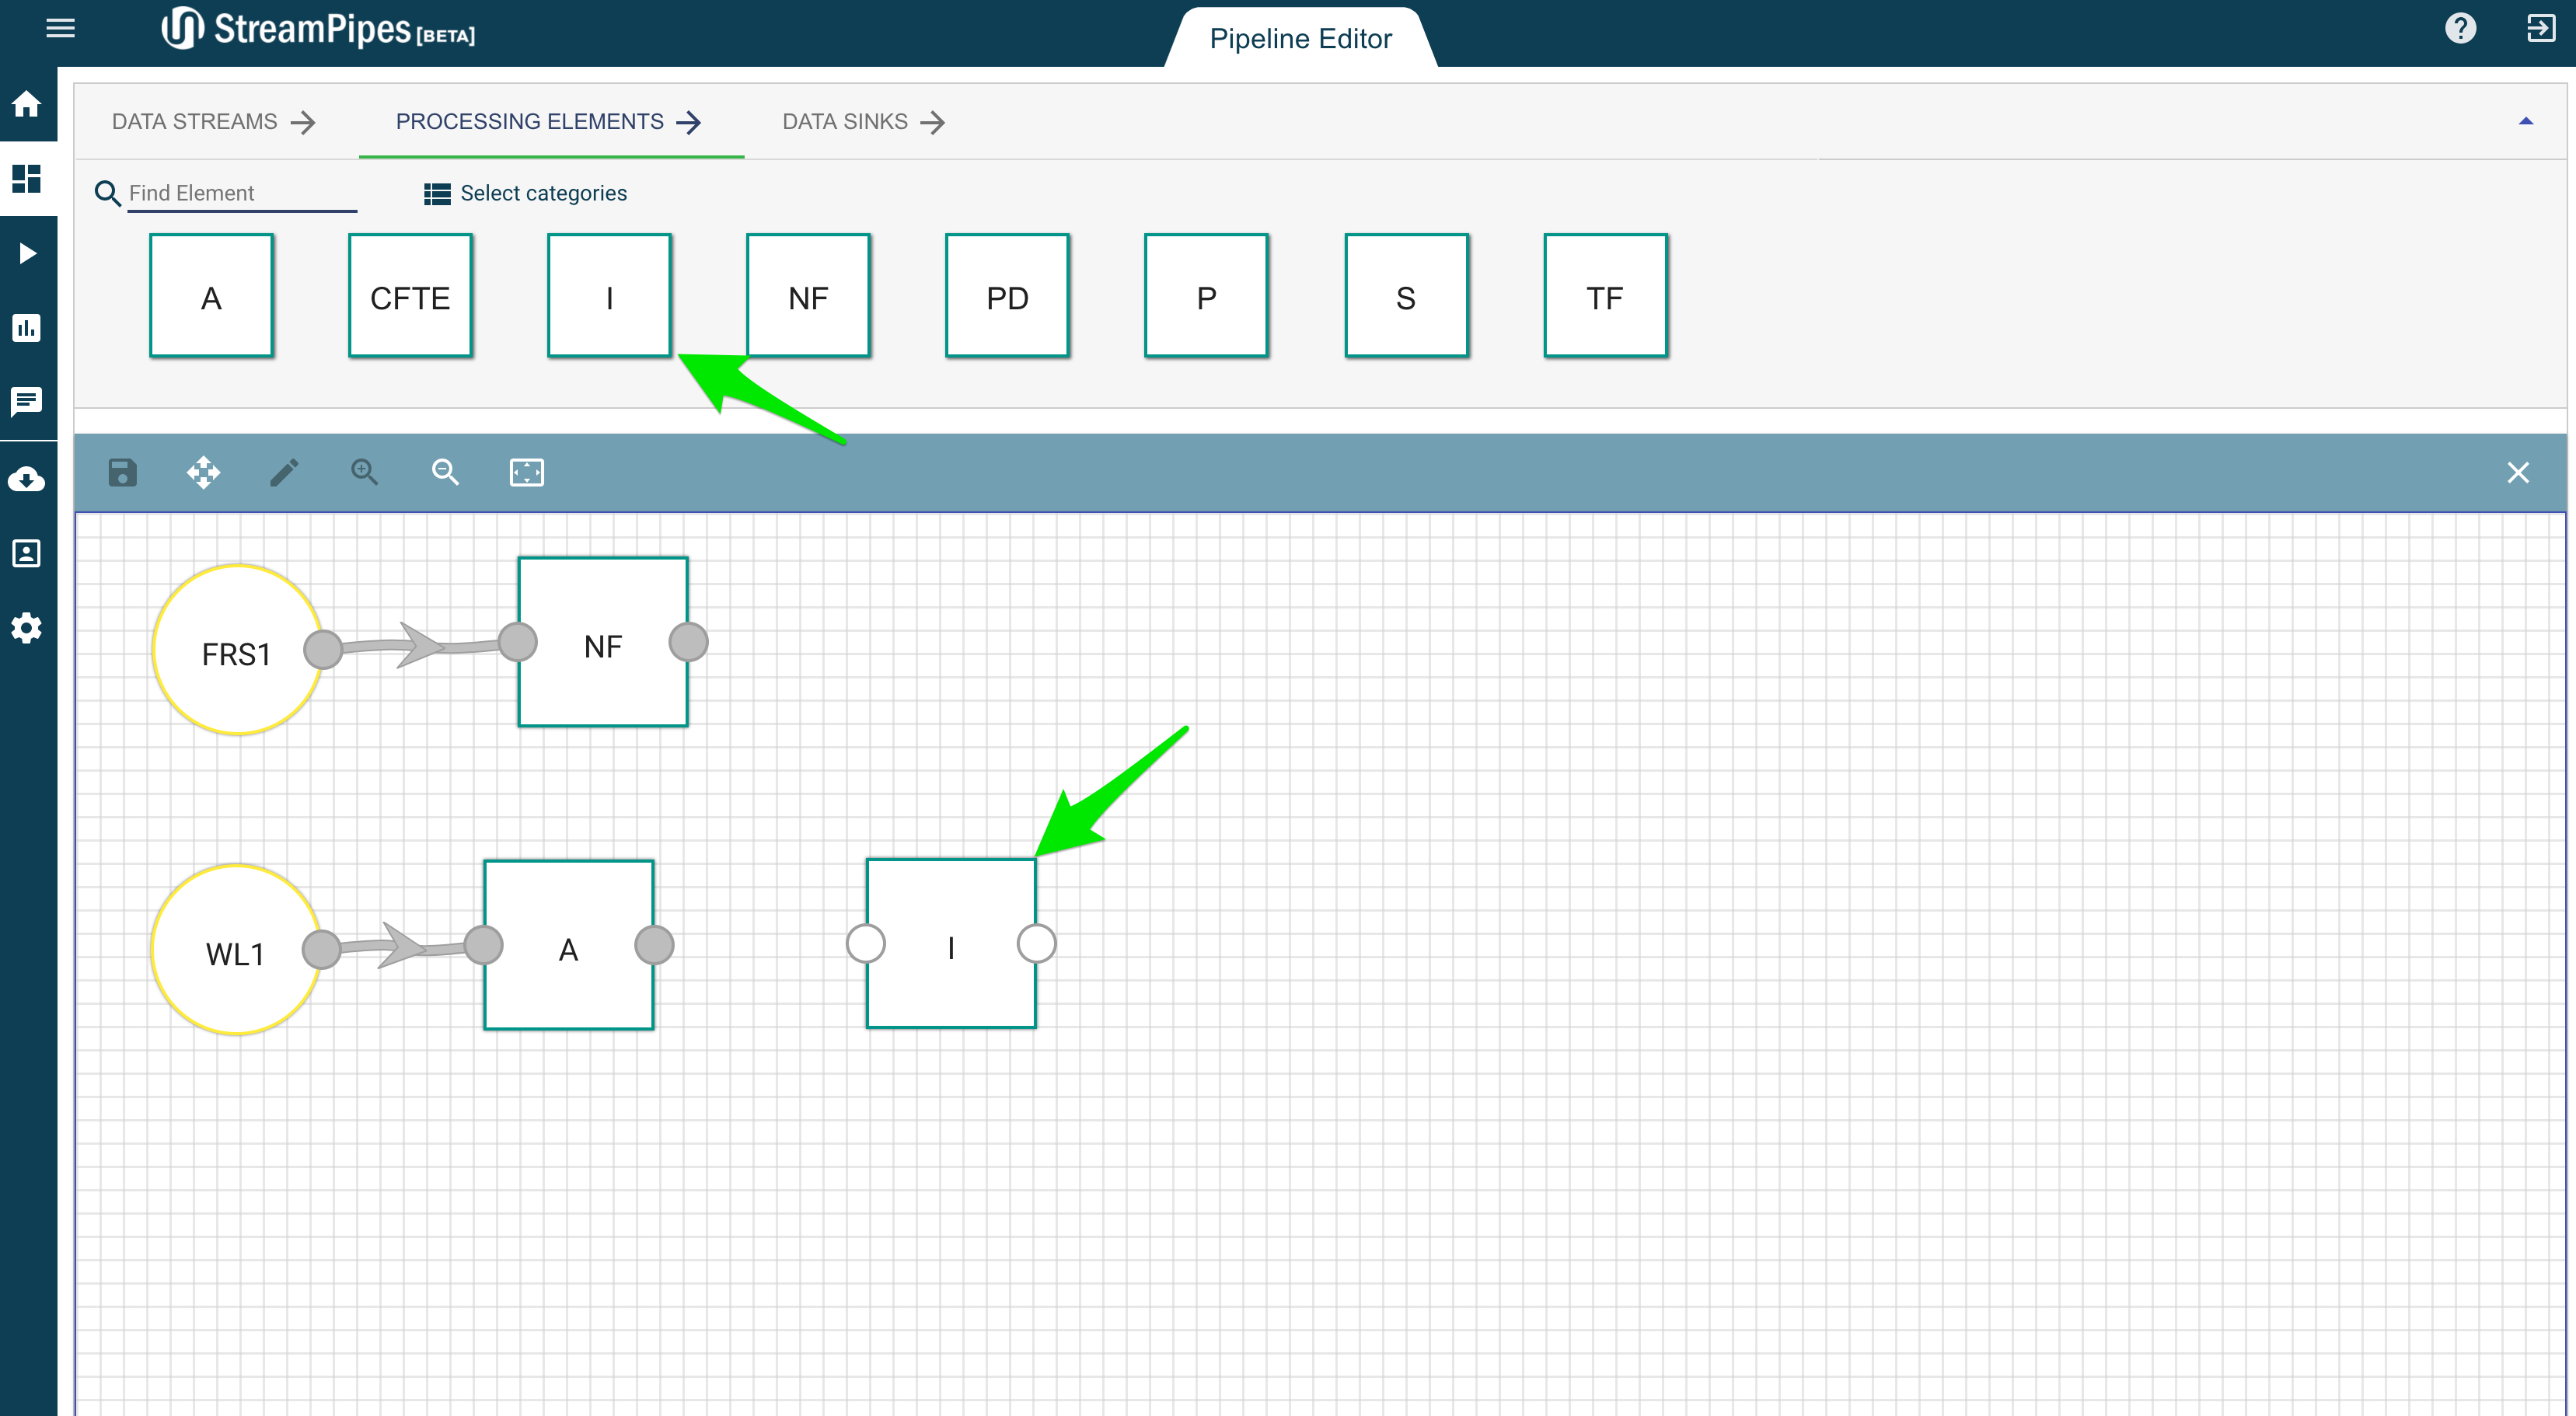 StreamPipes [BETA]
Pipeline Editor
DATA STREAMS
PROCESSING ELEMENTS
DATA SINKS
Find Element
Select categories
A
CFTE
I
NF
PD
P
S
TF
FRS1
NF
WL1
A
I